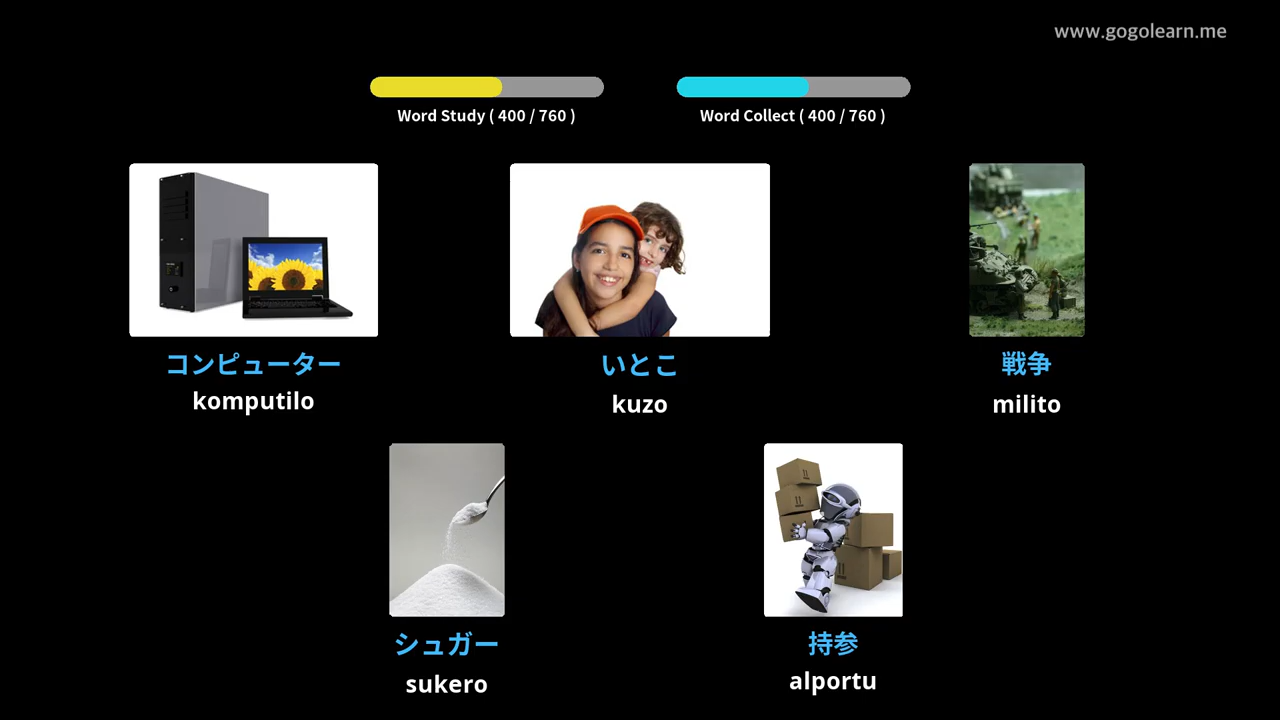 www.gogolearn.me
Word Study ( 400 / 760 )
Word Collect ( 400 / 760 )
コンピューター
komputilo
いとこ
kuzo
戦争
milito
シュガー
sukero
持参
alportu